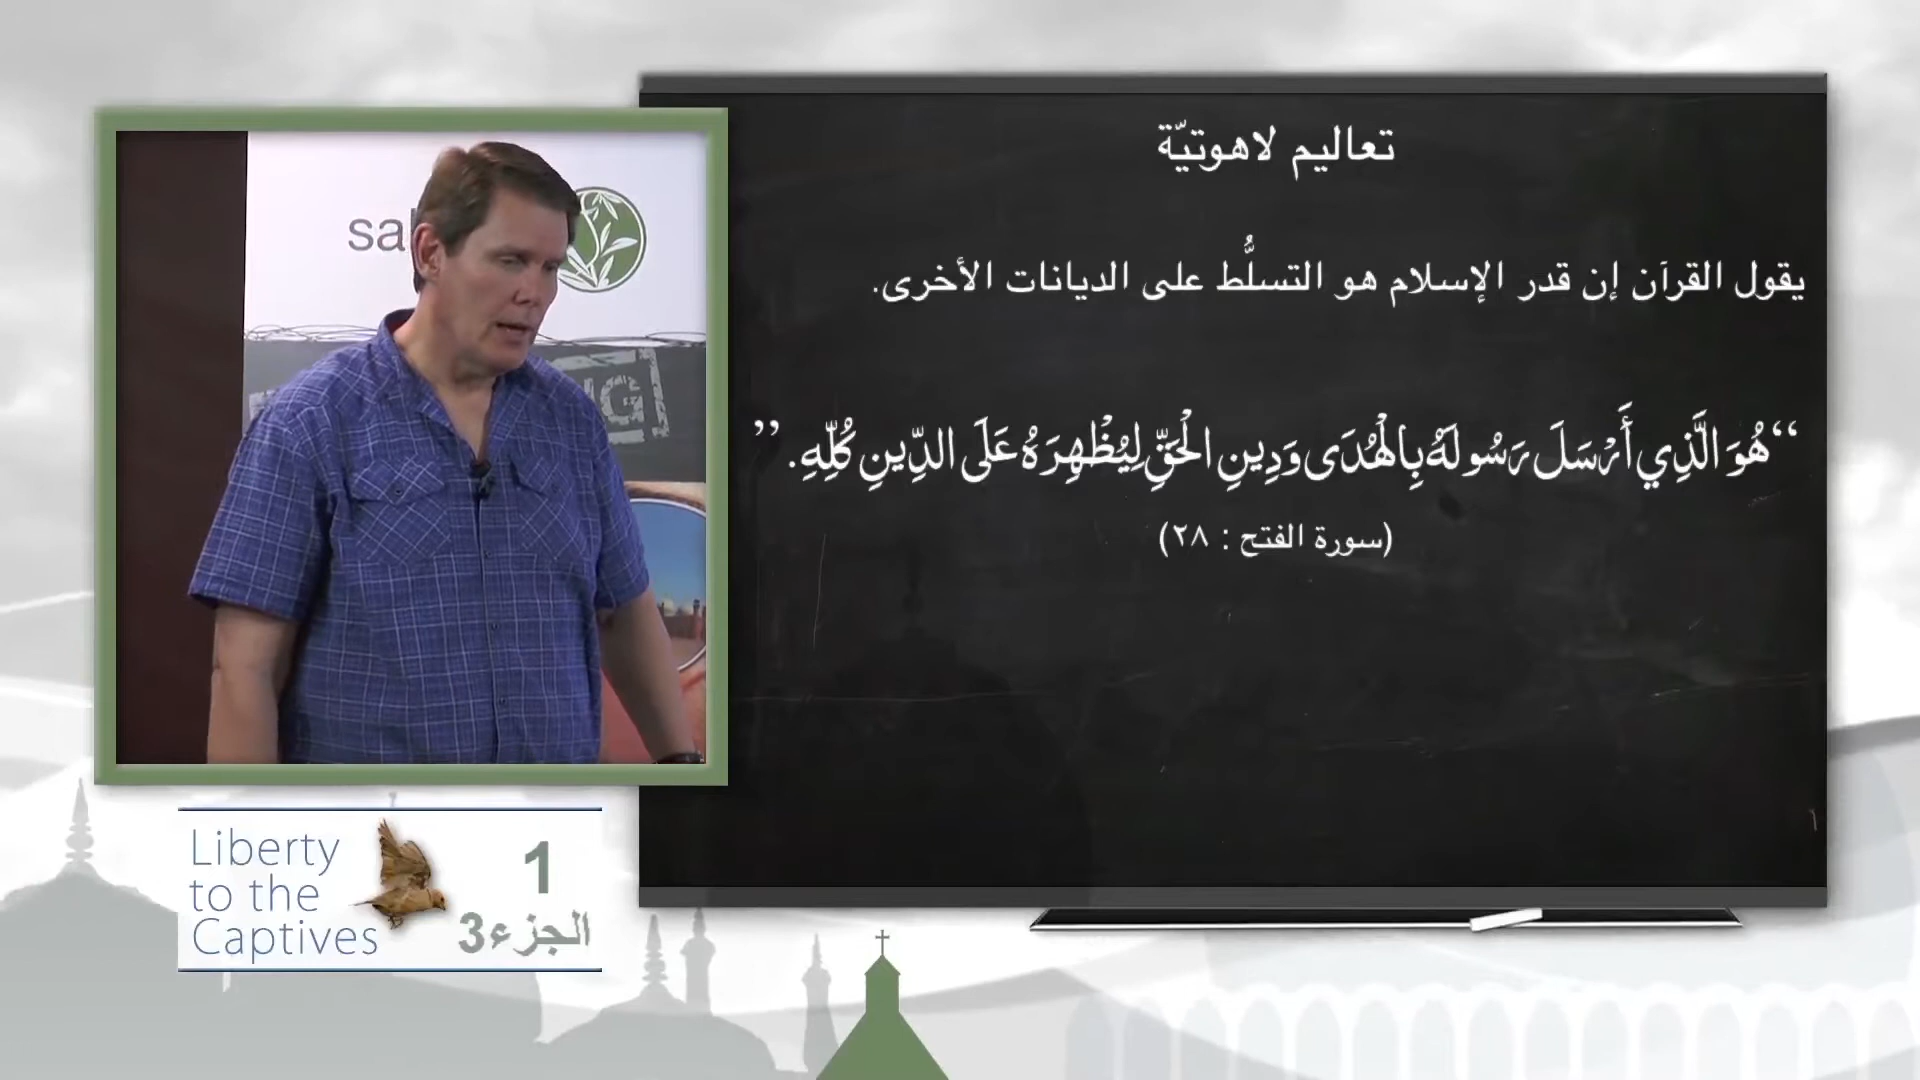 تعاليم لاهوتيّة
يقول القرآن إن قدر الإسلام هو التسلُّط على الديانات الأخرى.
“هُوَ الَّذِي أَرْسَلَ رَسُولَهُ بِالْهُدَى وَدِينِ الْحَقِّ لِيُظْهِرَهُ عَلَى الدِّينِ كُلِّهِ.”
(سورة الفتح : ٢٨)
Liberty
to the
Captives
1
الجزء3